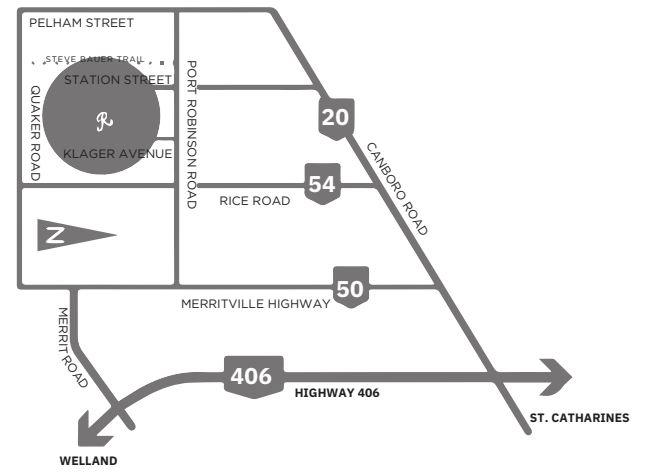 PELHAM STREET
STEVE BAUER TRAIL
STATION STREET
QUAKER ROAD
PORT ROBINSON ROAD
R
20
KLAGER AVENUE
CANBORO ROAD
54
RICE ROAD
N
50
MERRITVILLE HIGHWAY
MERRIT ROAD
406
HIGHWAY 406
ST. CATHARINES
WELLAND